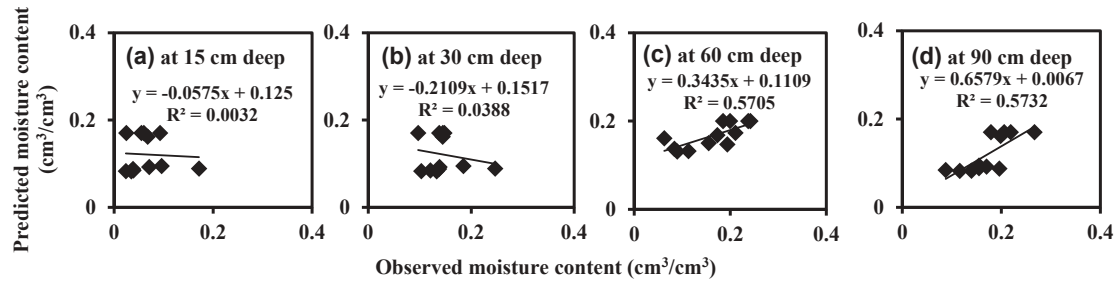 Predicted moisture content
(cm³/cm³)
0.4
0.2
0
0 0.2 0.4
(a) at 15 cm deep
y = -0.0575x + 0.125
R² = 0.0032
0.4
0.2
0
0 0.2 0.4
(b) at 30 cm deep
y = -0.2109x + 0.1517
R² = 0.0388
0.4
0.2
0
0 0.2 0.4
(c) at 60 cm deep
y = 0.3435x + 0.1109
R² = 0.5705
0.4
0.2
0
0 0.2 0.4
(d) at 90 cm deep
y = 0.6579x + 0.0067
R² = 0.5732
Observed moisture content (cm³/cm³)